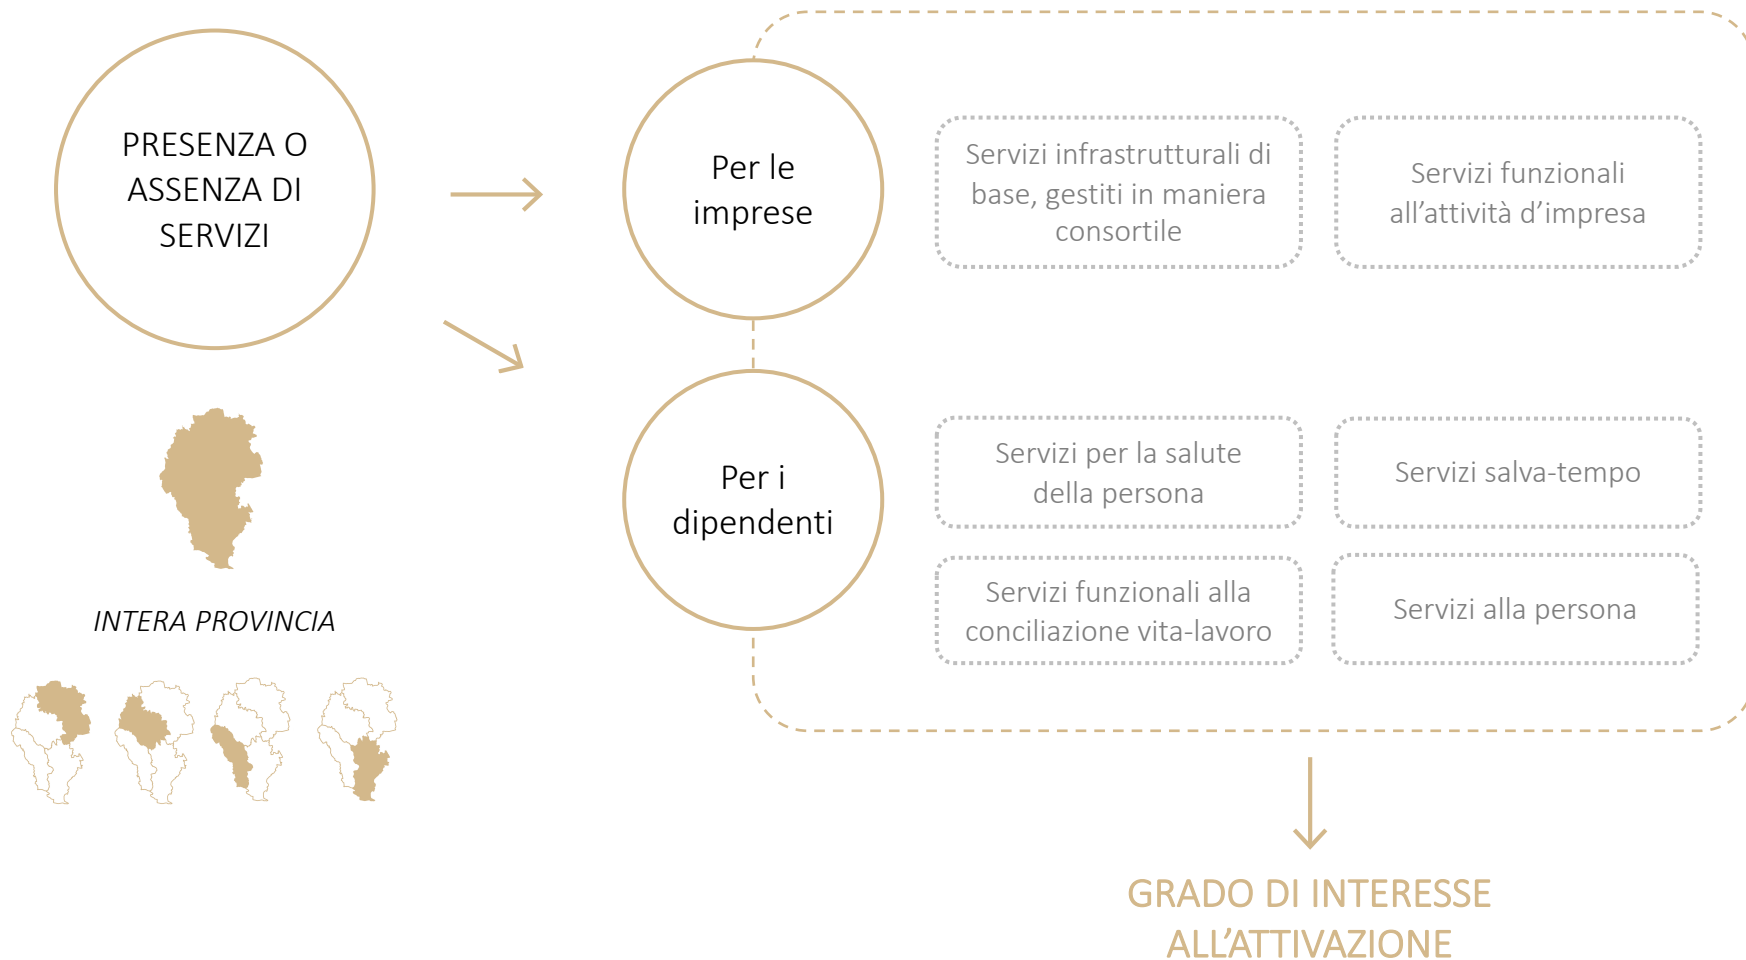 PRESENZA O
ASSENZA DI
SERVIZI
Per le
imprese
Servizi infrastrutturali di
base, gestiti in maniera
consortile
Servizi funzionali
all’attività d’impresa
Per i
dipendenti
Servizi per la salute
della persona
Servizi salva-tempo
Servizi funzionali alla
conciliazione vita-lavoro
Servizi alla persona
INTERA PROVINCIA
GRADO DI INTERESSE
ALL’ATTIVAZIONE